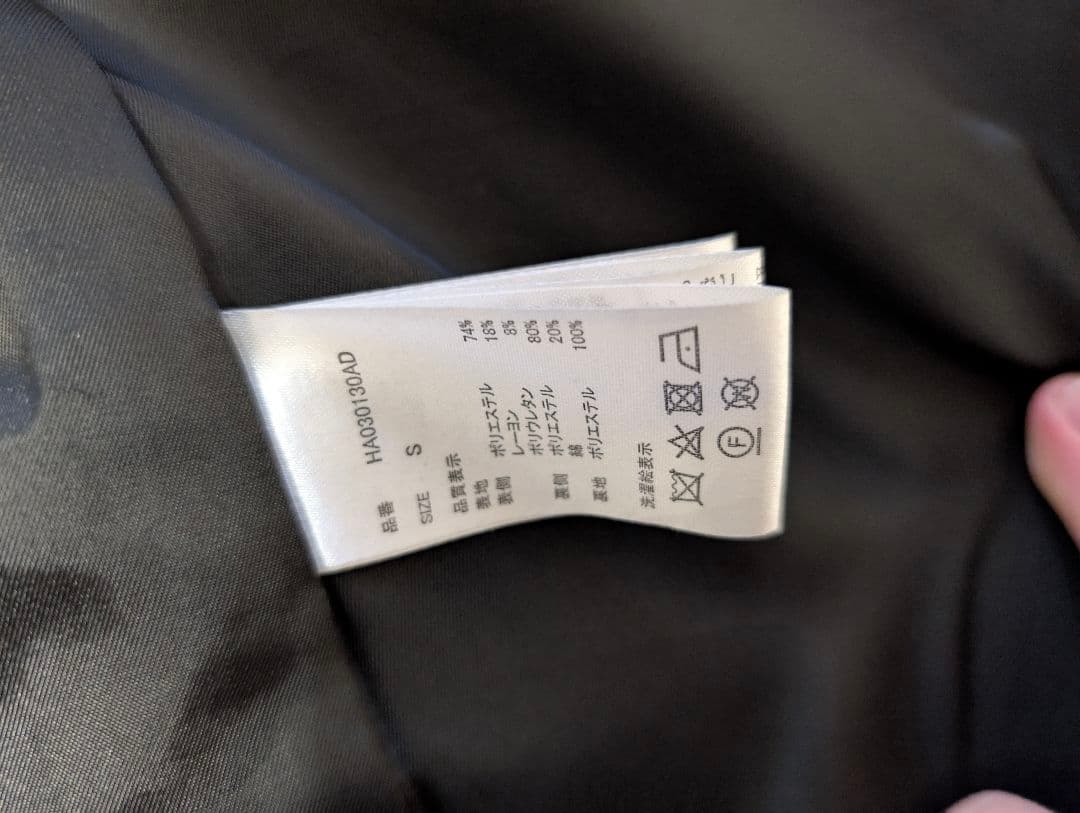 品番 HA030130AD
SIZE S
品質表示
表地 ポリエステル 74%
表側 レーヨン 18%
ポリウレタン 8%
裏側 ポリエステル 80%
綿 20%
裏地 ポリエステル 100%
洗濯絵表示
F